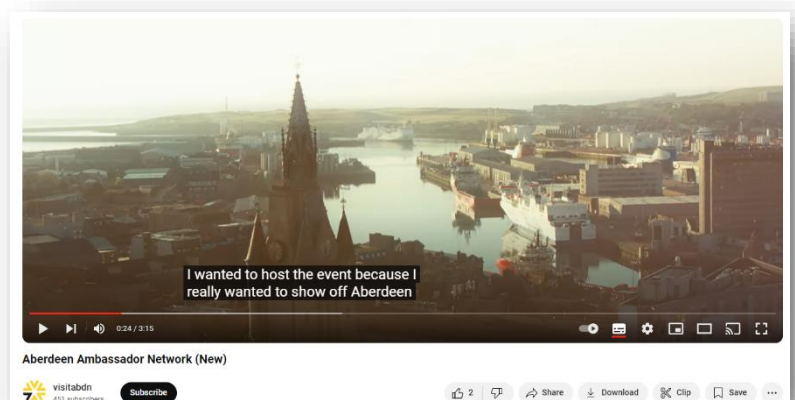 I wanted to host the event because I
really wanted to show off Aberdeen
0:24 / 3:15
Aberdeen Ambassador Network (New)
visitabdn
451 subscribers
Subscribe
2
Share
Download
Clip
Save